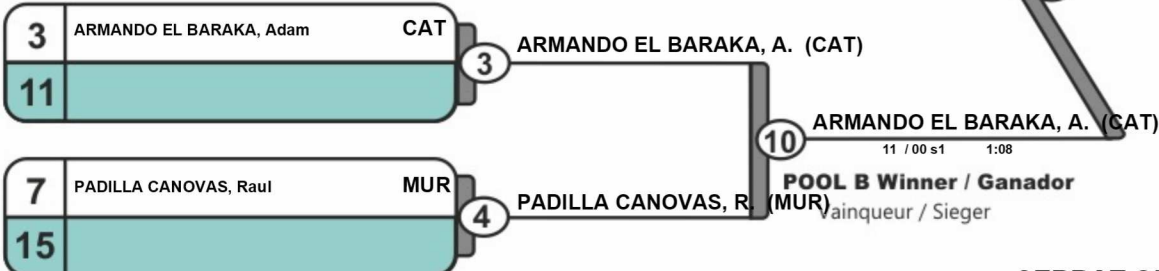 3 ARMANDO EL BARAKA, Adam CAT
11
3
ARMANDO EL BARAKA, A. (CAT)
7 PADILLA CANOVAS, Raul MUR
15
4
PADILLA CANOVAS, R. (MUR)
10
ARMANDO EL BARAKA, A. (CAT)
11 / 00 s1 1:08
POOL B Winner / Ganador
Vainqueur / Sieger